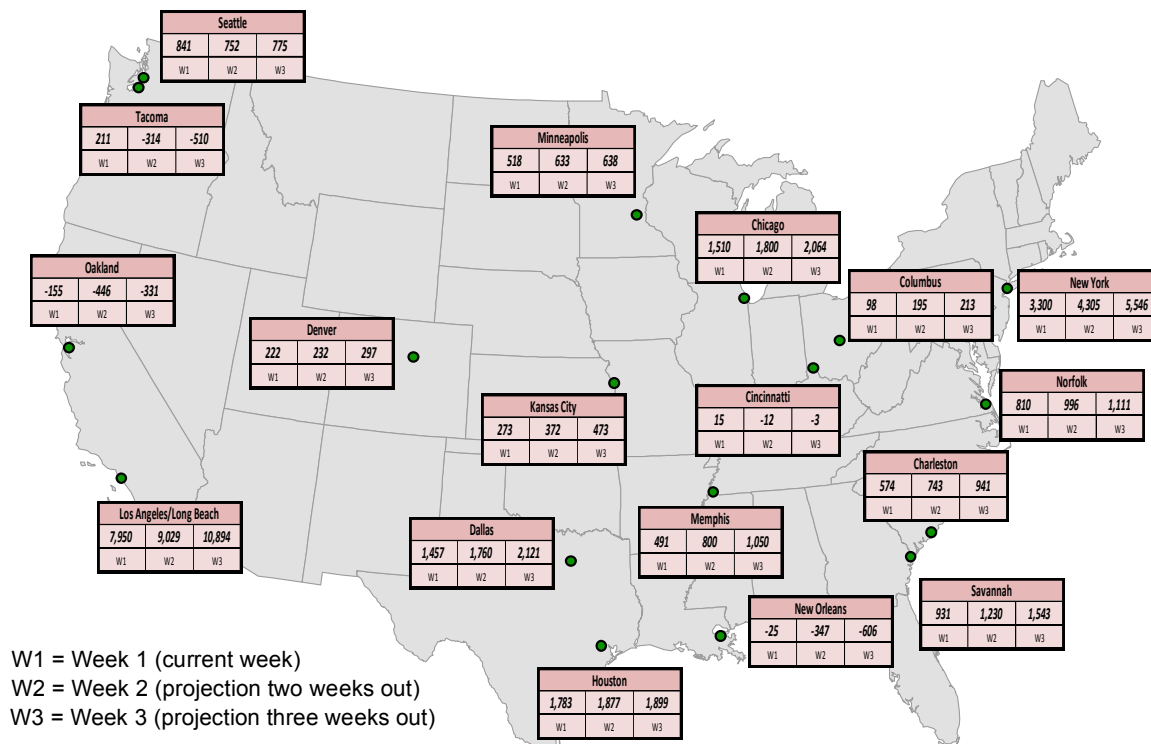 Seattle
841 752 775
W1 W2 W3
Tacoma
211 -314 -510
W1 W2 W3
Minneapolis
518 633 638
W1 W2 W3
Chicago
1,510 1,800 2,064
W1 W2 W3
Oakland
-155 -446 -331
W1 W2 W3
Columbus
98 195 213
W1 W2 W3
New York
3,300 4,305 5,546
W1 W2 W3
Denver
222 232 297
W1 W2 W3
Norfolk
810 996 1,111
W1 W2 W3
Kansas City
273 372 473
W1 W2 W3
Cincinnatti
15 -12 -3
W1 W2 W3
Charleston
574 743 941
W1 W2 W3
Los Angeles/Long Beach
7,950 9,029 10,894
W1 W2 W3
Dallas
1,457 1,760 2,121
W1 W2 W3
Memphis
491 800 1,050
W1 W2 W3
Savannah
931 1,230 1,543
W1 W2 W3
New Orleans
-25 -347 -606
W1 W2 W3
Houston
1,783 1,877 1,899
W1 W2 W3
W1 = Week 1 (current week)
W2 = Week 2 (projection two weeks out)
W3 = Week 3 (projection three weeks out)